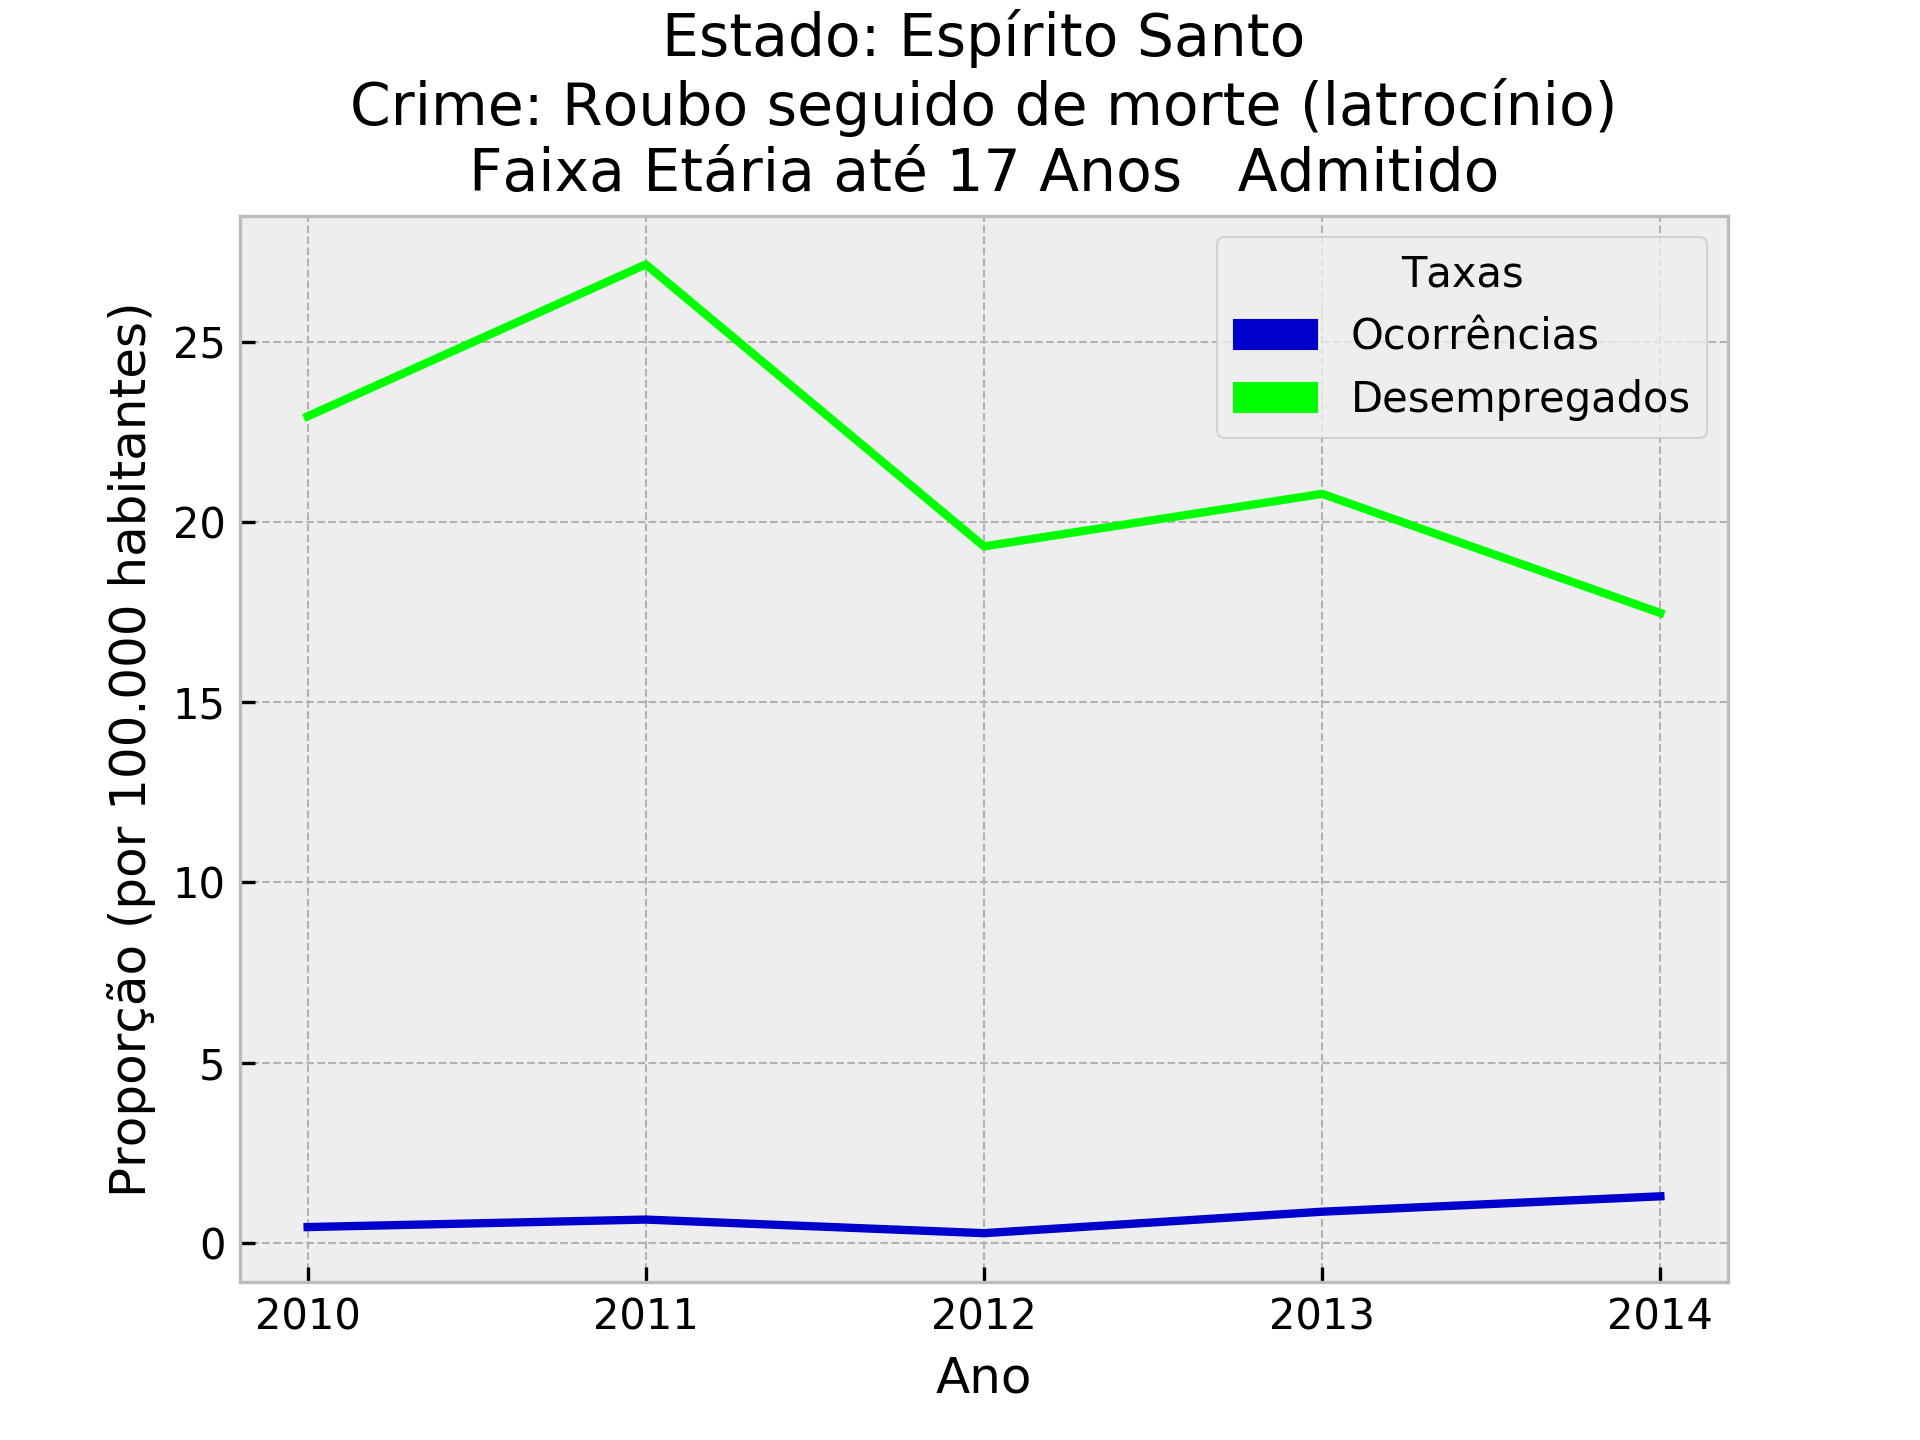 Estado: Espírito Santo
Crime: Roubo seguido de morte (latrocínio)
Faixa Etária até 17 Anos   Admitido
Taxas
Ocorrências
Desempregados
Proporção (por 100.000 habitantes)
25
20
15
10
5
0
2010 2011 2012 2013 2014
Ano